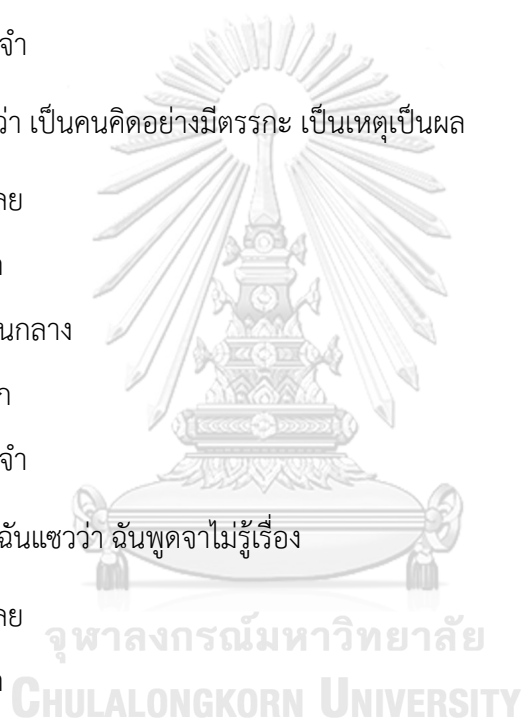 จำ
ว่า เป็นคนคิดอย่างมีตรรกะ เป็นเหตุเป็นผล
ลย
นกลาง
ก
จำ
ฉันแซวว่า ฉันพูดจาไม่รู้เรื่อง
ลย
จุฬาลงกรณ์มหาวิทยาลัย
CHULALONGKORN UNIVERSITY